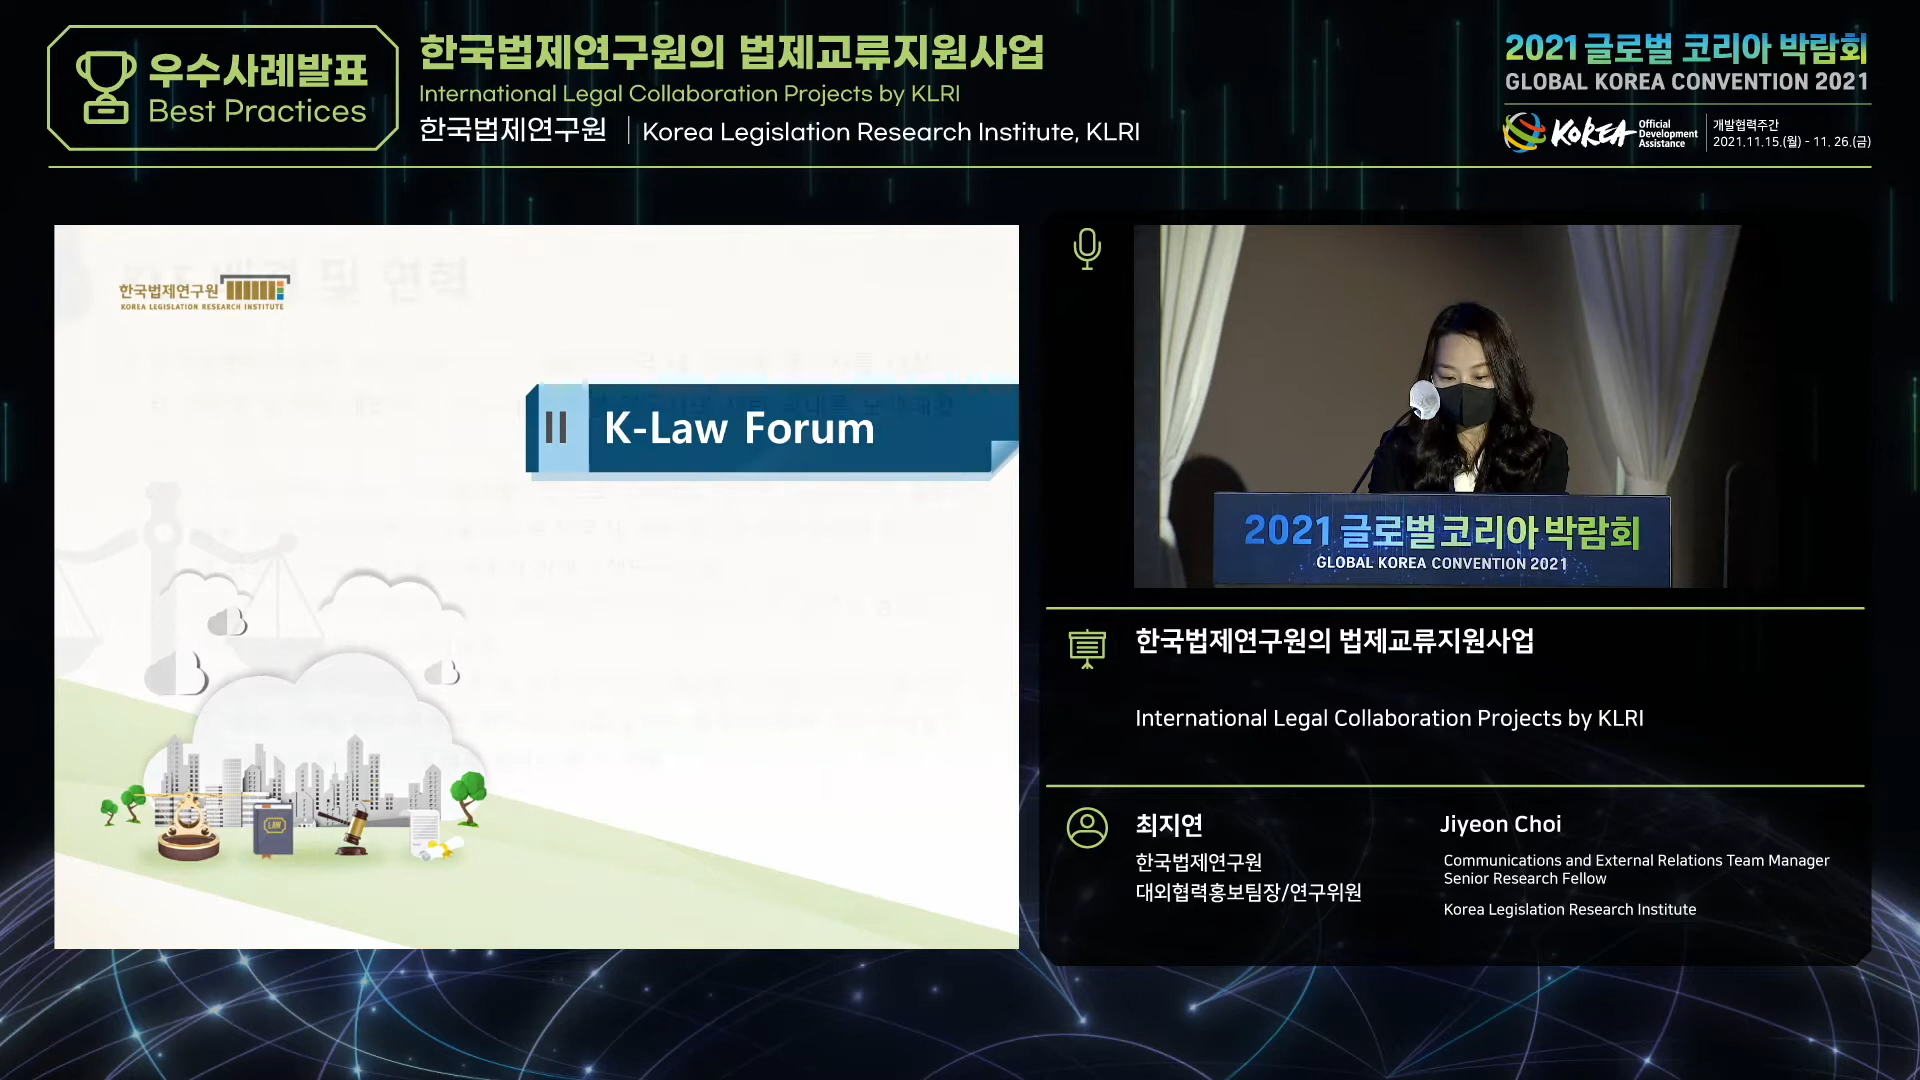 우수사례발표
Best Practices
한국법제연구원의 법제교류지원사업
International Legal Collaboration Projects by KLRI
한국법제연구원 | Korea Legislation Research Institute, KLRI
2021 글로벌 코리아 박람회
GLOBAL KOREA CONVENTION 2021
KOREA Official
Development
Assistance
개발협력주간
2021.11.15.(월) - 11. 26.(금)
한국법제연구원
KOREA LEGISLATION RESEARCH INSTITUTE
II K-Law Forum
LAW
2021 글로벌 코리아 박람회
GLOBAL KOREA CONVENTION 2021
한국법제연구원의 법제교류지원사업
International Legal Collaboration Projects by KLRI
최지연
한국법제연구원
대외협력홍보팀장/연구위원
Jiyeon Choi
Communications and External Relations Team Manager
Senior Research Fellow
Korea Legislation Research Institute